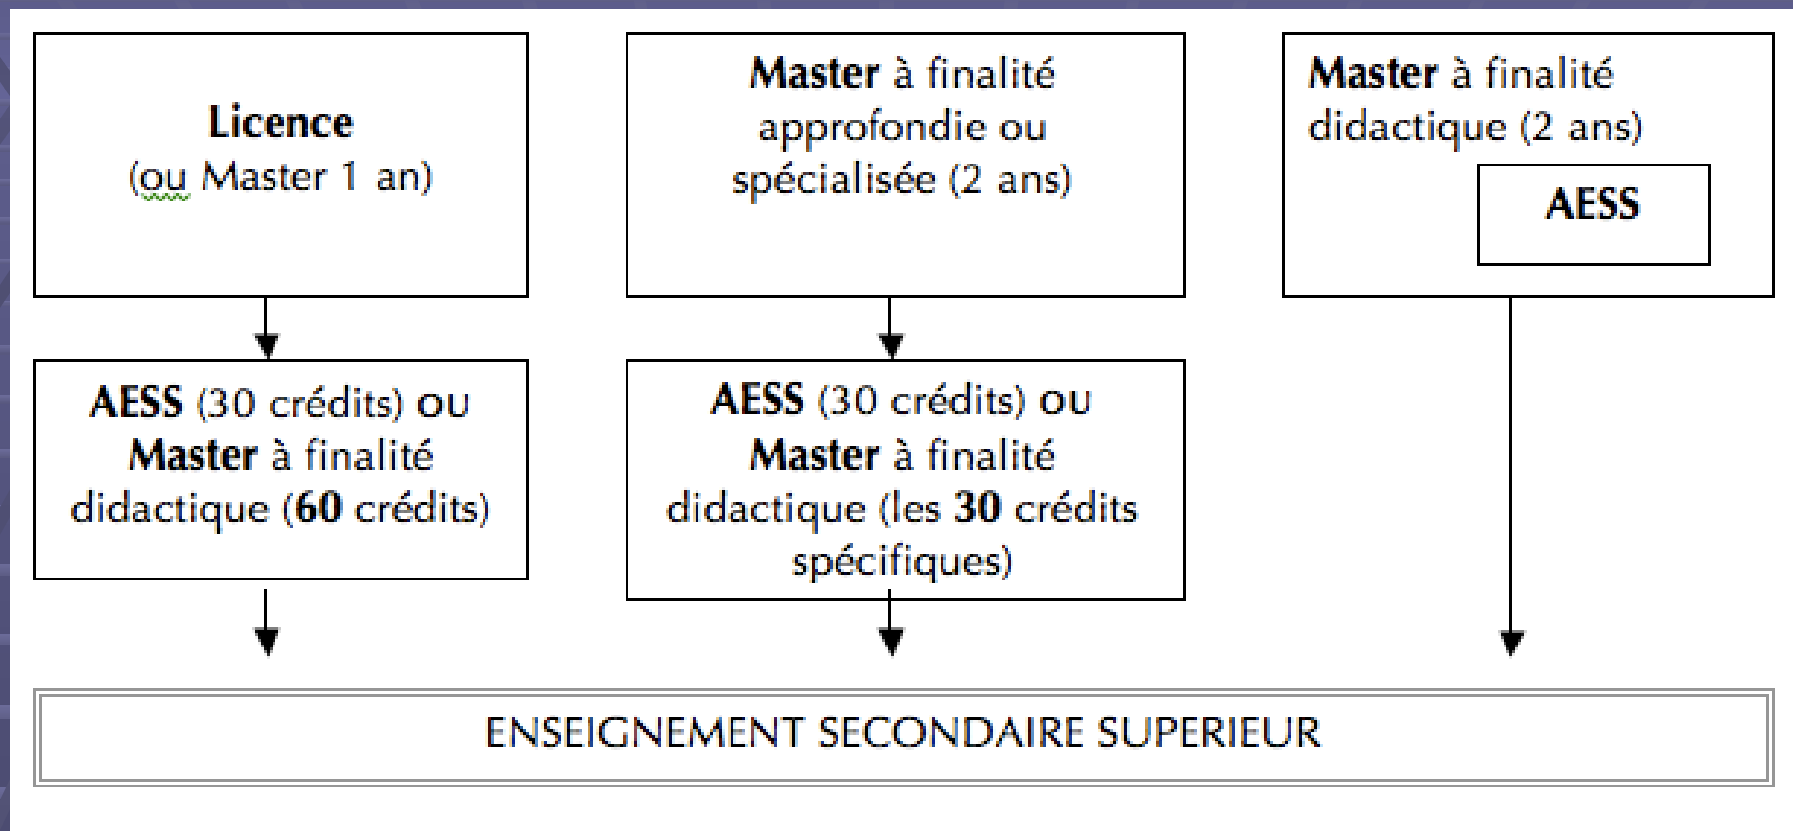 Licence
(ou Master 1 an)
Master à finalité
approfondie ou
spécialisée (2 ans)
Master à finalité
didactique (2 ans)
AESS
AESS (30 crédits) OU
Master à finalité
didactique (60 crédits)
AESS (30 crédits) OU
Master à finalité
didactique (les 30 crédits
spécifiques)
ENSEIGNEMENT SECONDAIRE SUPERIEUR